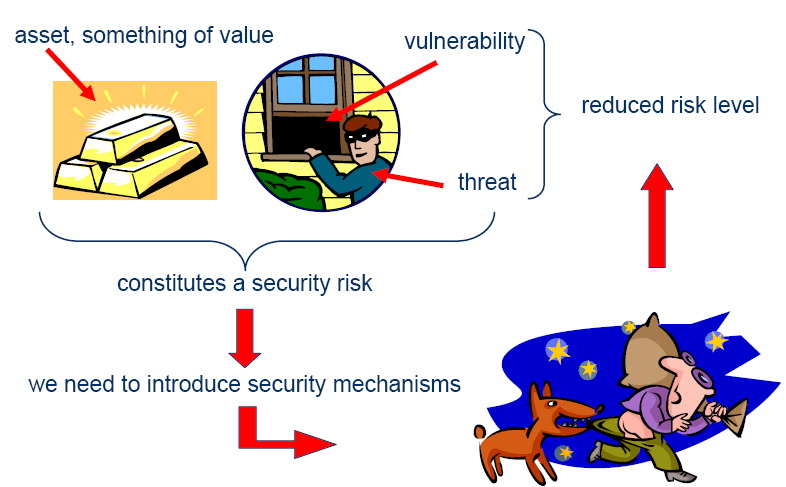 asset, something of value
vulnerability
reduced risk level
threat
constitutes a security risk
we need to introduce security mechanisms